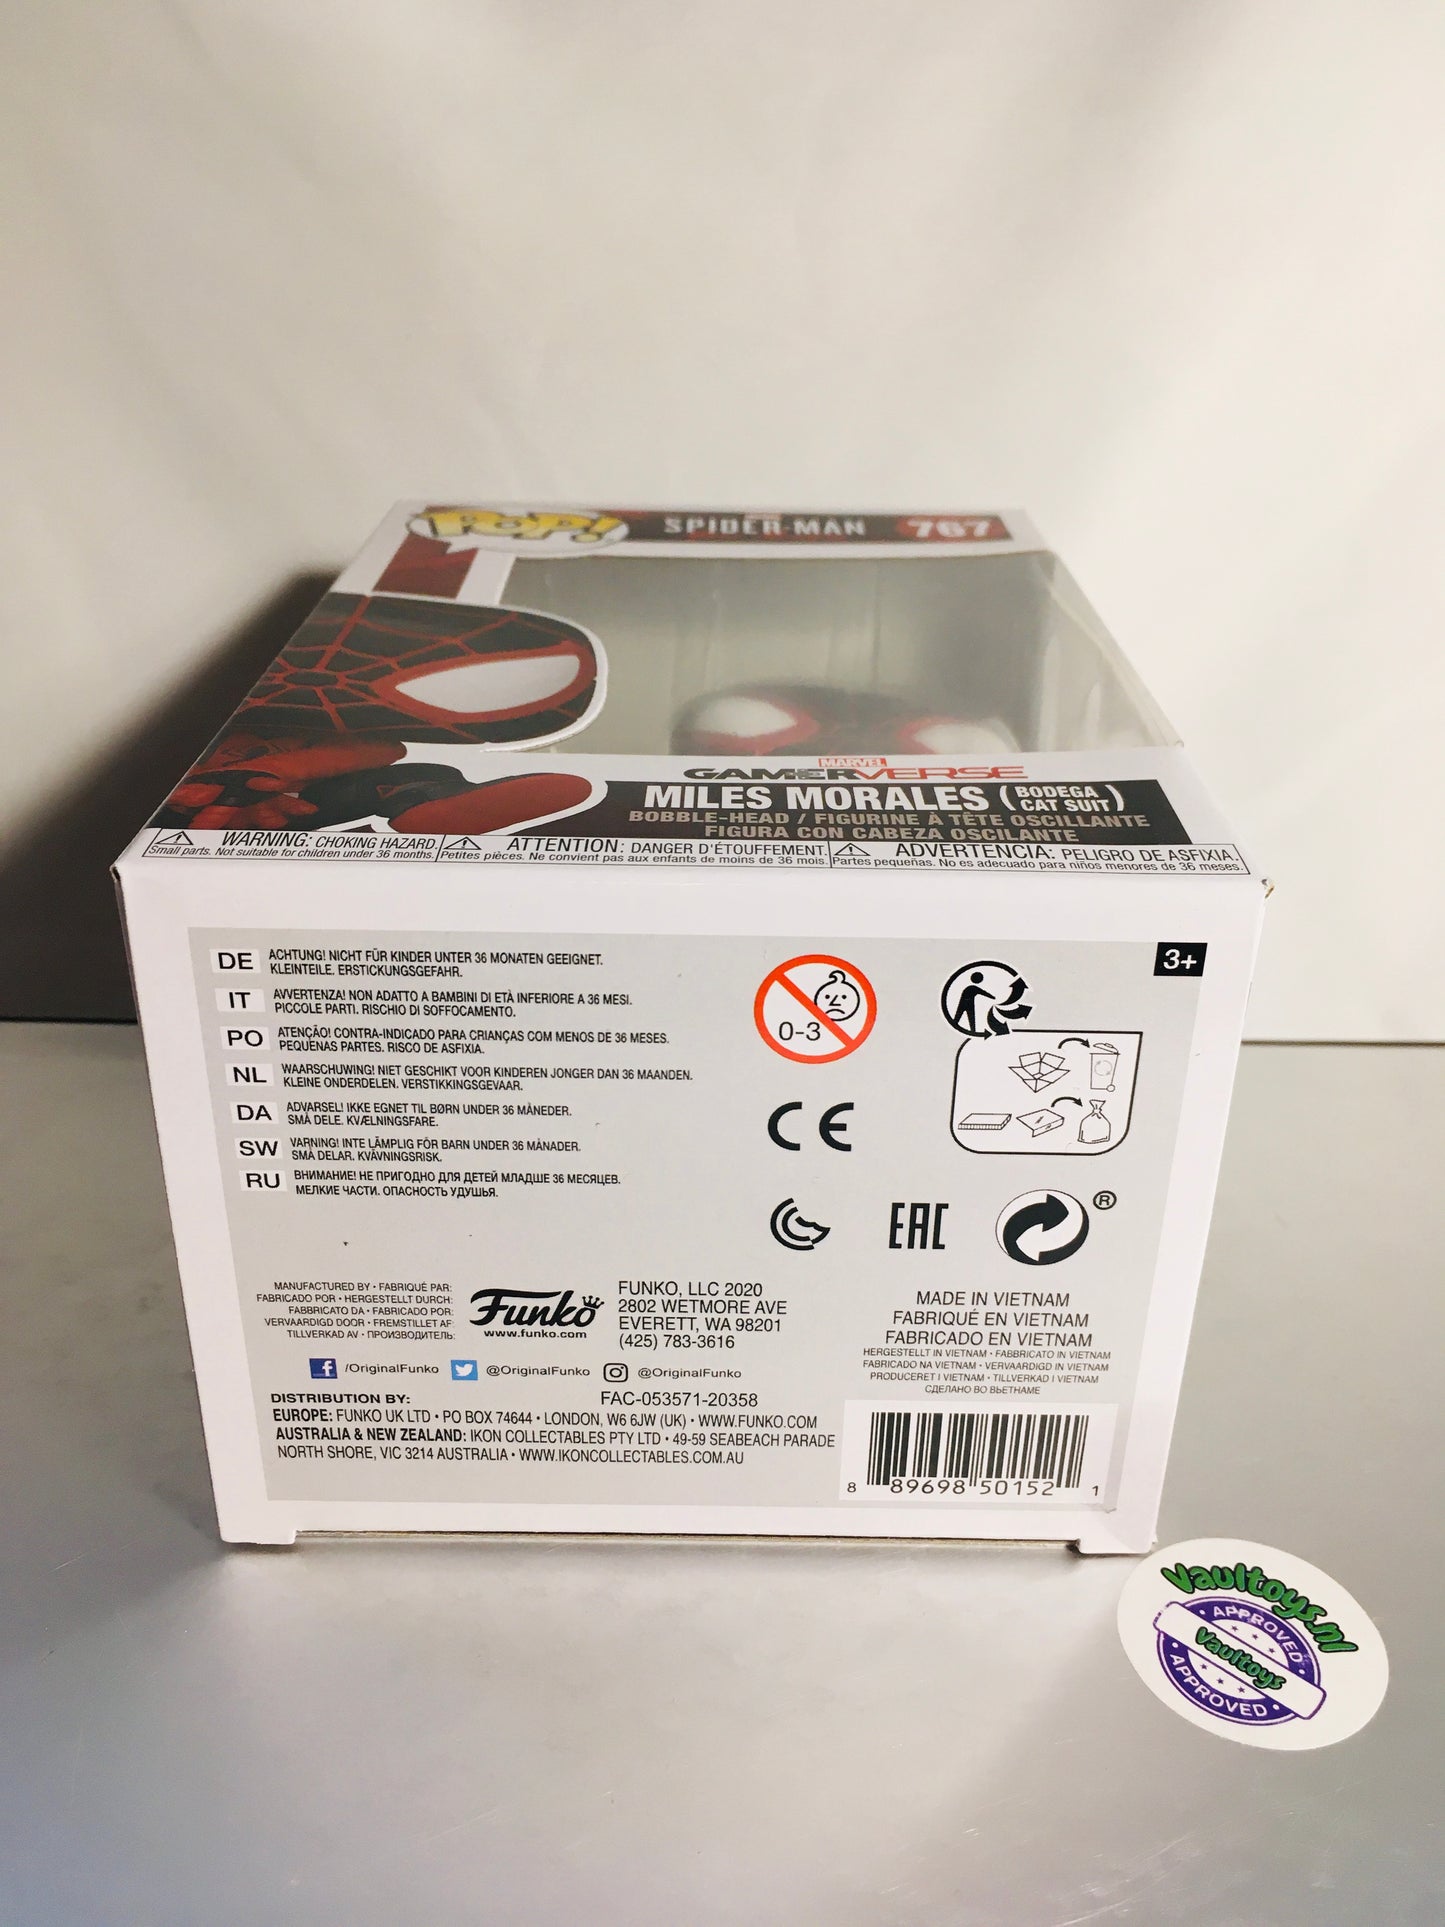 POP!
SPIDER-MAN
767
MARVEL
GAMERVERSE
MILES MORALES (BODEGA CAT SUIT)
BOBBLE-HEAD / FIGURINE À TÊTE OSCILLANTE
FIGURA CON CABEZA OSCILANTE
WARNING: CHOKING HAZARD.
Small parts. Not suitable for children under 36 months.
ATTENTION: DANGER D'ÉTOUFFEMENT.
Petites pièces. Ne convient pas aux enfants de moins de 36 mois.
ADVERTENCIA: PELIGRO DE ASFIXIA.
Partes pequeñas. No es adecuado para niños menores de 36 meses.
DE ACHTUNG! NICHT FÜR KINDER UNTER 36 MONATEN GEEIGNET.
KLEINTEILE. ERSTICKUNGSGEFAHR.
IT AVVERTENZA! NON ADATTO A BAMBINI DI ETÀ INFERIORE A 36 MESI.
PICCOLE PARTI. RISCHIO DI SOFFOCAMENTO.
PO ATENÇÃO! CONTRA-INDICADO PARA CRIANÇAS COM MENOS DE 36 MESES.
PEQUENAS PARTES. RISCO DE ASFIXIA.
NL WAARSCHUWING! NIET GESCHIKT VOOR KINDEREN JONGER DAN 36 MAANDEN.
KLEINE ONDERDELEN. VERSTIKKINGSGEVAAR.
DA ADVARSEL! IKKE EGNET TIL BØRN UNDER 36 MÅNEDER.
SMÅ DELE. KVÆLNINGSFARE.
SW VARNING! INTE LÄMPLIG FÖR BARN UNDER 36 MÅNADER.
SMÅ DELAR. KVÄVNINGSRISK.
RU ВНИМАНИЕ! НЕ ПРИГОДНО ДЛЯ ДЕТЕЙ МЛАДШЕ 36 МЕСЯЦЕВ.
МЕЛКИЕ ЧАСТИ. ОПАСНОСТЬ УДУШЬЯ.
0-3
3+
CE
EAC
®
MANUFACTURED BY • FABRIQUÉ PAR:
FABRICADO POR • HERGESTELLT DURCH:
FABBRICATO DA • FABRICADO POR:
VERVAARDIGD DOOR • FREMSTILLET AF:
TILLVERKAD AV • ПРОИЗВОДИТЕЛЬ:
Funko
www.funko.com
FUNKO, LLC 2020
2802 WETMORE AVE
EVERETT, WA 98201
(425) 783-3616
f /OriginalFunko @OriginalFunko @OriginalFunko
DISTRIBUTION BY: FAC-053571-20358
EUROPE: FUNKO UK LTD • PO BOX 74644 • LONDON, W6 6JW (UK) • WWW.FUNKO.COM
AUSTRALIA & NEW ZEALAND: IKON COLLECTABLES PTY LTD • 49-59 SEABEACH PARADE
NORTH SHORE, VIC 3214 AUSTRALIA • WWW.IKONCOLLECTABLES.COM.AU
MADE IN VIETNAM
FABRIQUÉ EN VIETNAM
FABRICADO EN VIETNAM
HERGESTELLT IN VIETNAM • FABBRICATO IN VIETNAM
FABRICADO NA VIETNAM • VERVAARDIGD IN VIETNAM
PRODUCERET I VIETNAM • TILLVERKAD I VIETNAM
СДЕЛАНО ВО ВЬЕТНАМЕ
8 89698 50152 1
Vaultoys.nl
APPROVED
Vaultoys
APPROVED